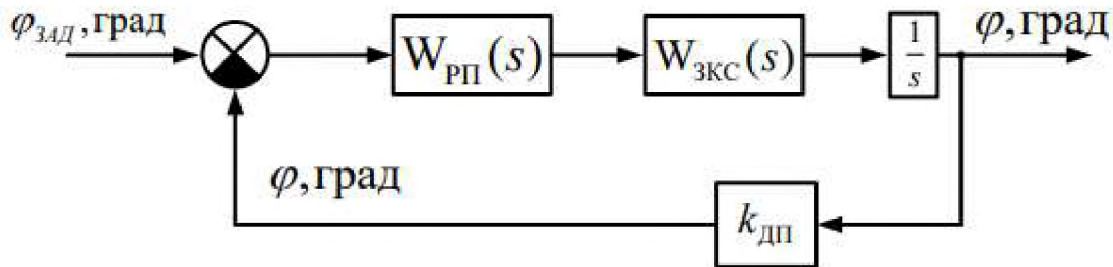 φЗАД, град
WРП(s)
WЗКС(s)
1
s
φ, град
φ, град
kДП